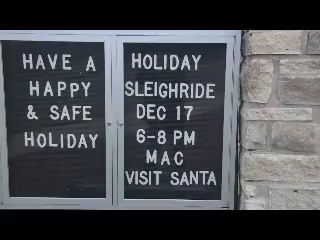 HAVE A
HAPPY
& SAFE
HOLIDAY
HOLIDAY
SLEIGHRIDE
DEC 17
6-8 PM
MAC
VISIT SANTA